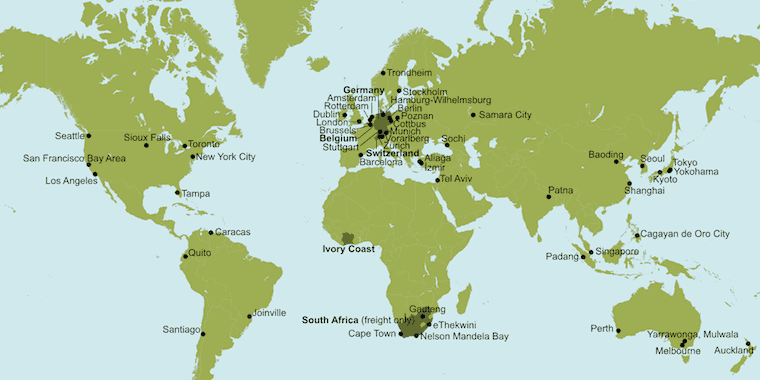 Germany
Trondheim
Stockholm
Amsterdam
Hamburg-Wilhelmsburg
Rotterdam
Berlin
Dublin
Poznan
Samara City
London
Cottbus
Brussels
Munich
Belgium
Vorarlberg
Stuttgart
Zurich
Sochi
Switzerland
Barcelona
Aliaga
Izmir
Tel Aviv
Seattle
Sioux Falls
Toronto
San Francisco Bay Area
New York City
Los Angeles
Tampa
Baoding
Seoul
Tokyo
Yokohoma
Kyoto
Shanghai
Patna
Caracas
Quito
Ivory Coast
Cagayan de Oro City
Padang
Singapore
Joinville
Santiago
Gauteng
South Africa (freight only)
eThekwini
Cape Town
Nelson Mandela Bay
Perth
Yarrawonga, Mulwala
Melbourne
Auckland